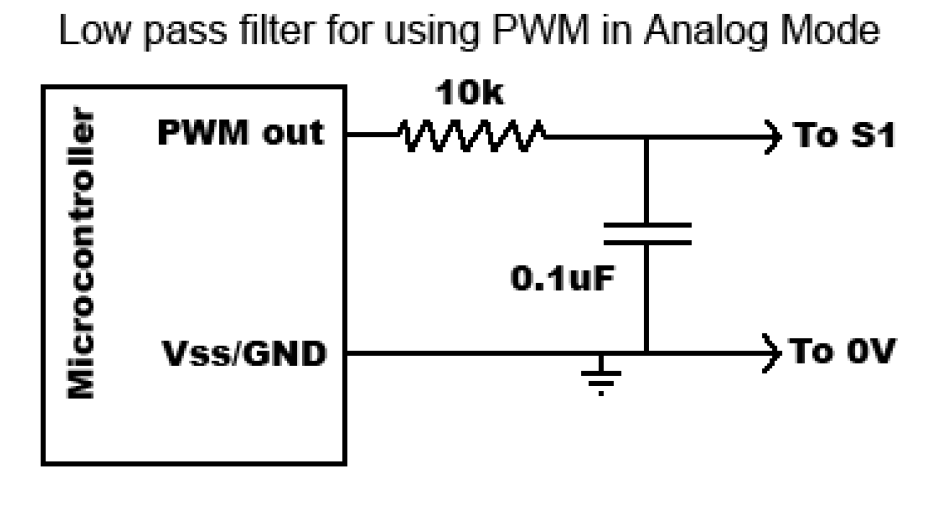 Low pass filter for using PWM in Analog Mode
10k
Microcontroller
PWM out
To S1
0.1uF
Vss/GND
To 0V